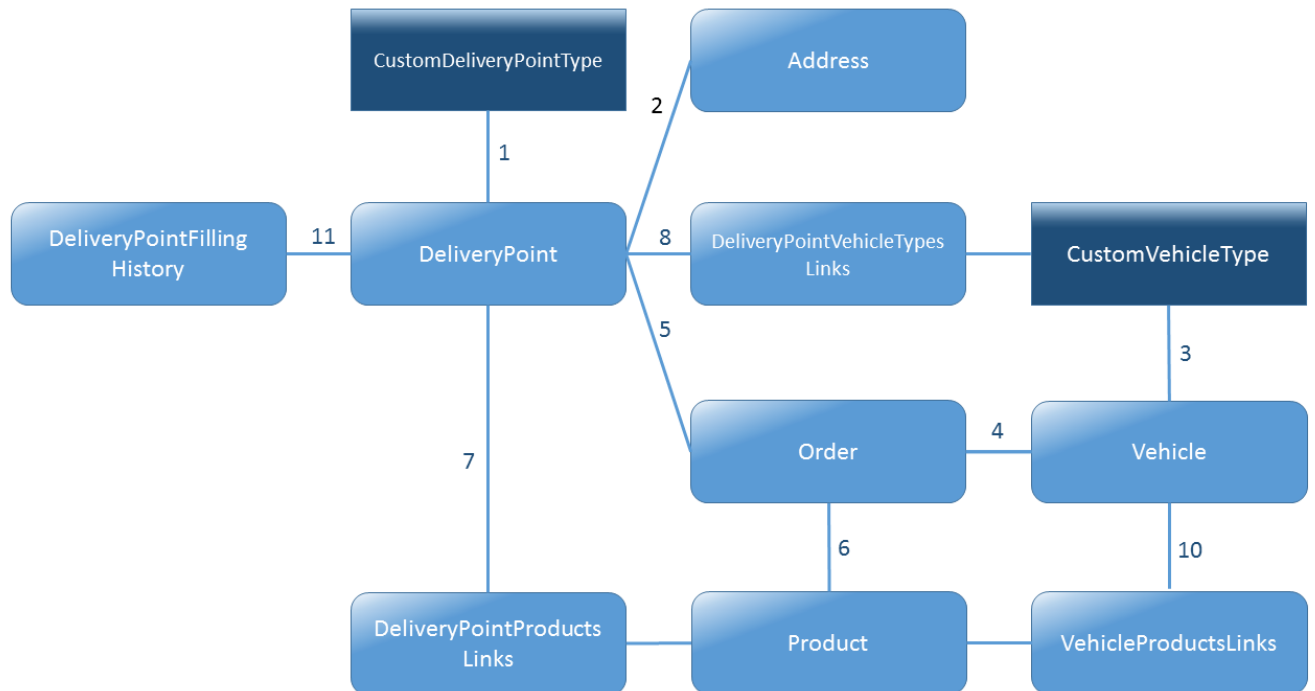 CustomDeliveryPointType
Address
2
1
DeliveryPointFilling
History
11
DeliveryPoint
8
DeliveryPointVehicleTypes
Links
CustomVehicleType
5
3
7
Order
4
Vehicle
6
10
DeliveryPointProducts
Links
Product
VehicleProductsLinks